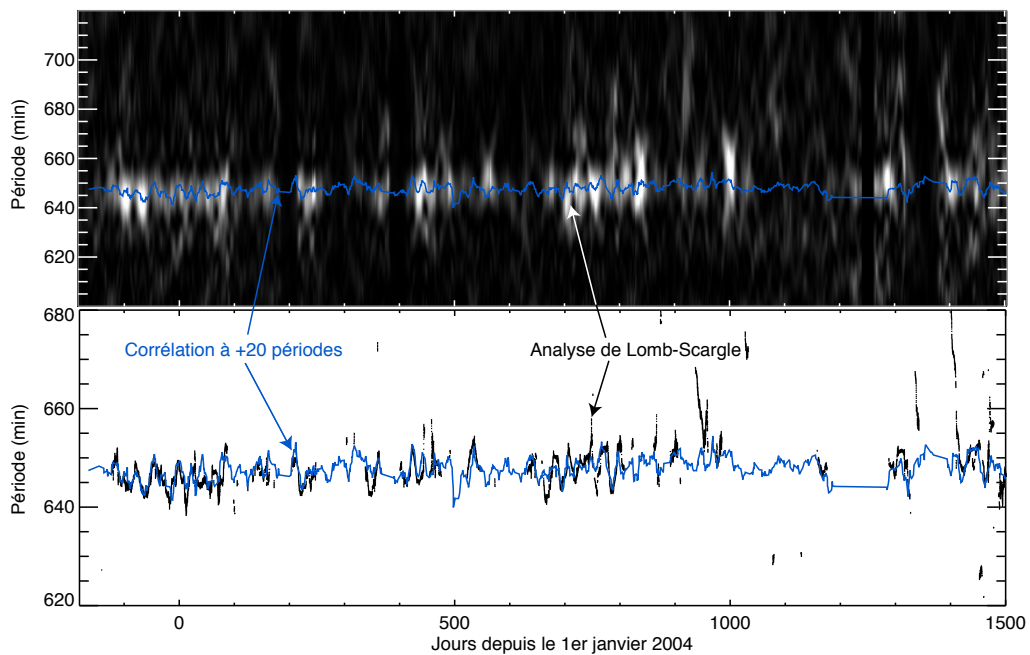 700
680
660
640
620
Période (min)
680
660
640
620
Période (min)
Corrélation à +20 périodes
Analyse de Lomb-Scargle
0
500
1000
1500
Jours depuis le 1er janvier 2004